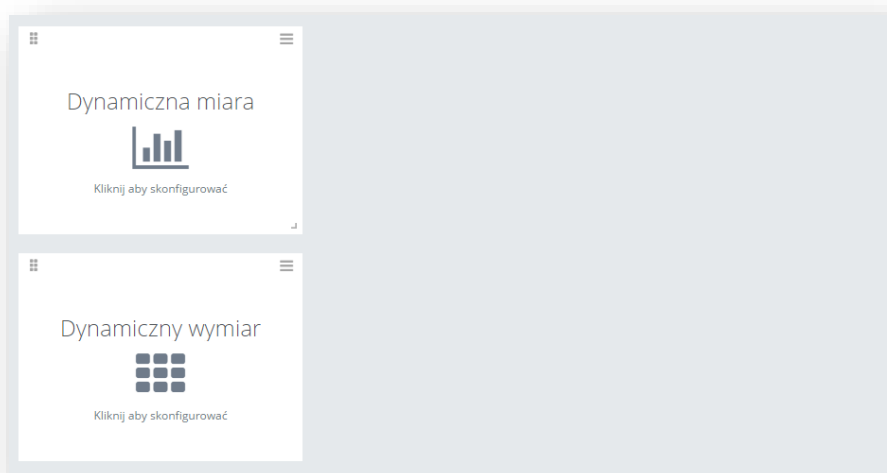 Dynamiczna miara
Kliknij aby skonfigurować
Dynamiczny wymiar
Kliknij aby skonfigurować